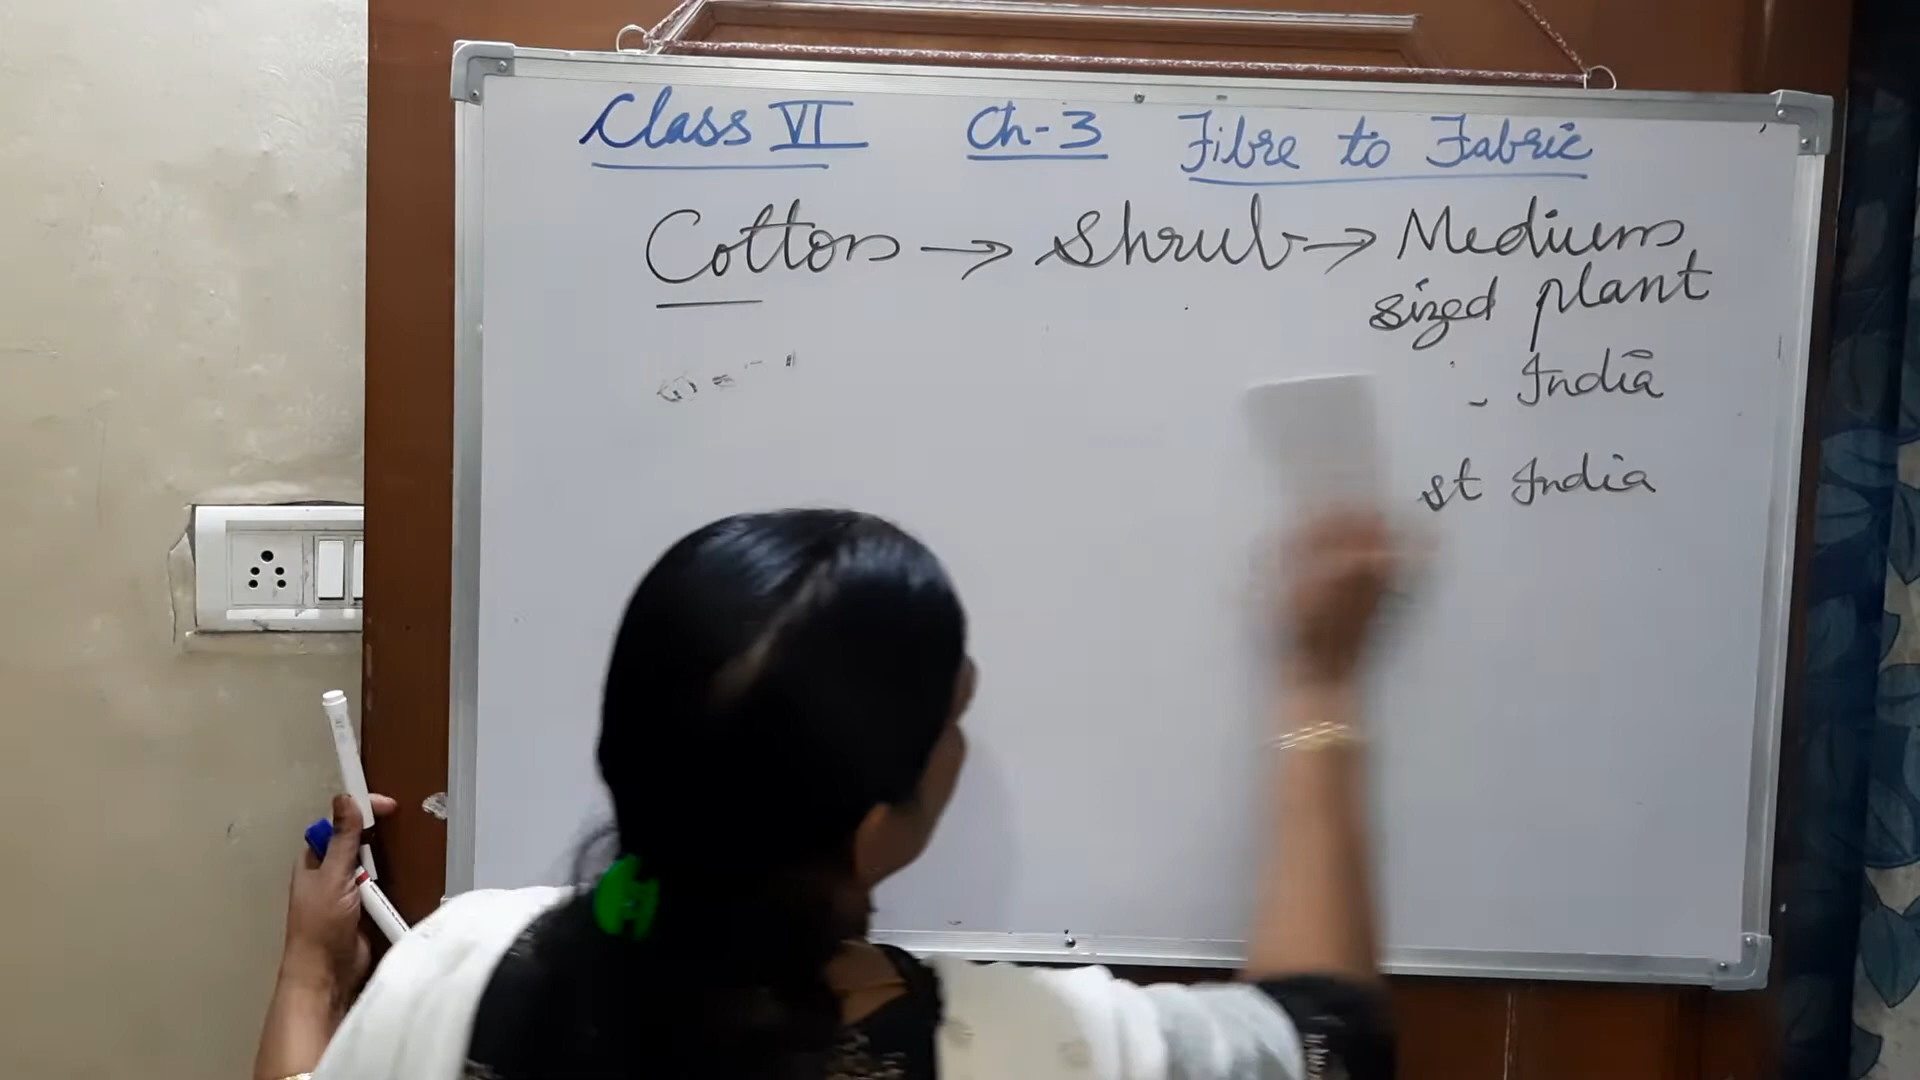 Class VI Ch-3 Fibre to Fabric
Cotton → Shrub → Medium
sized plant
India
st India